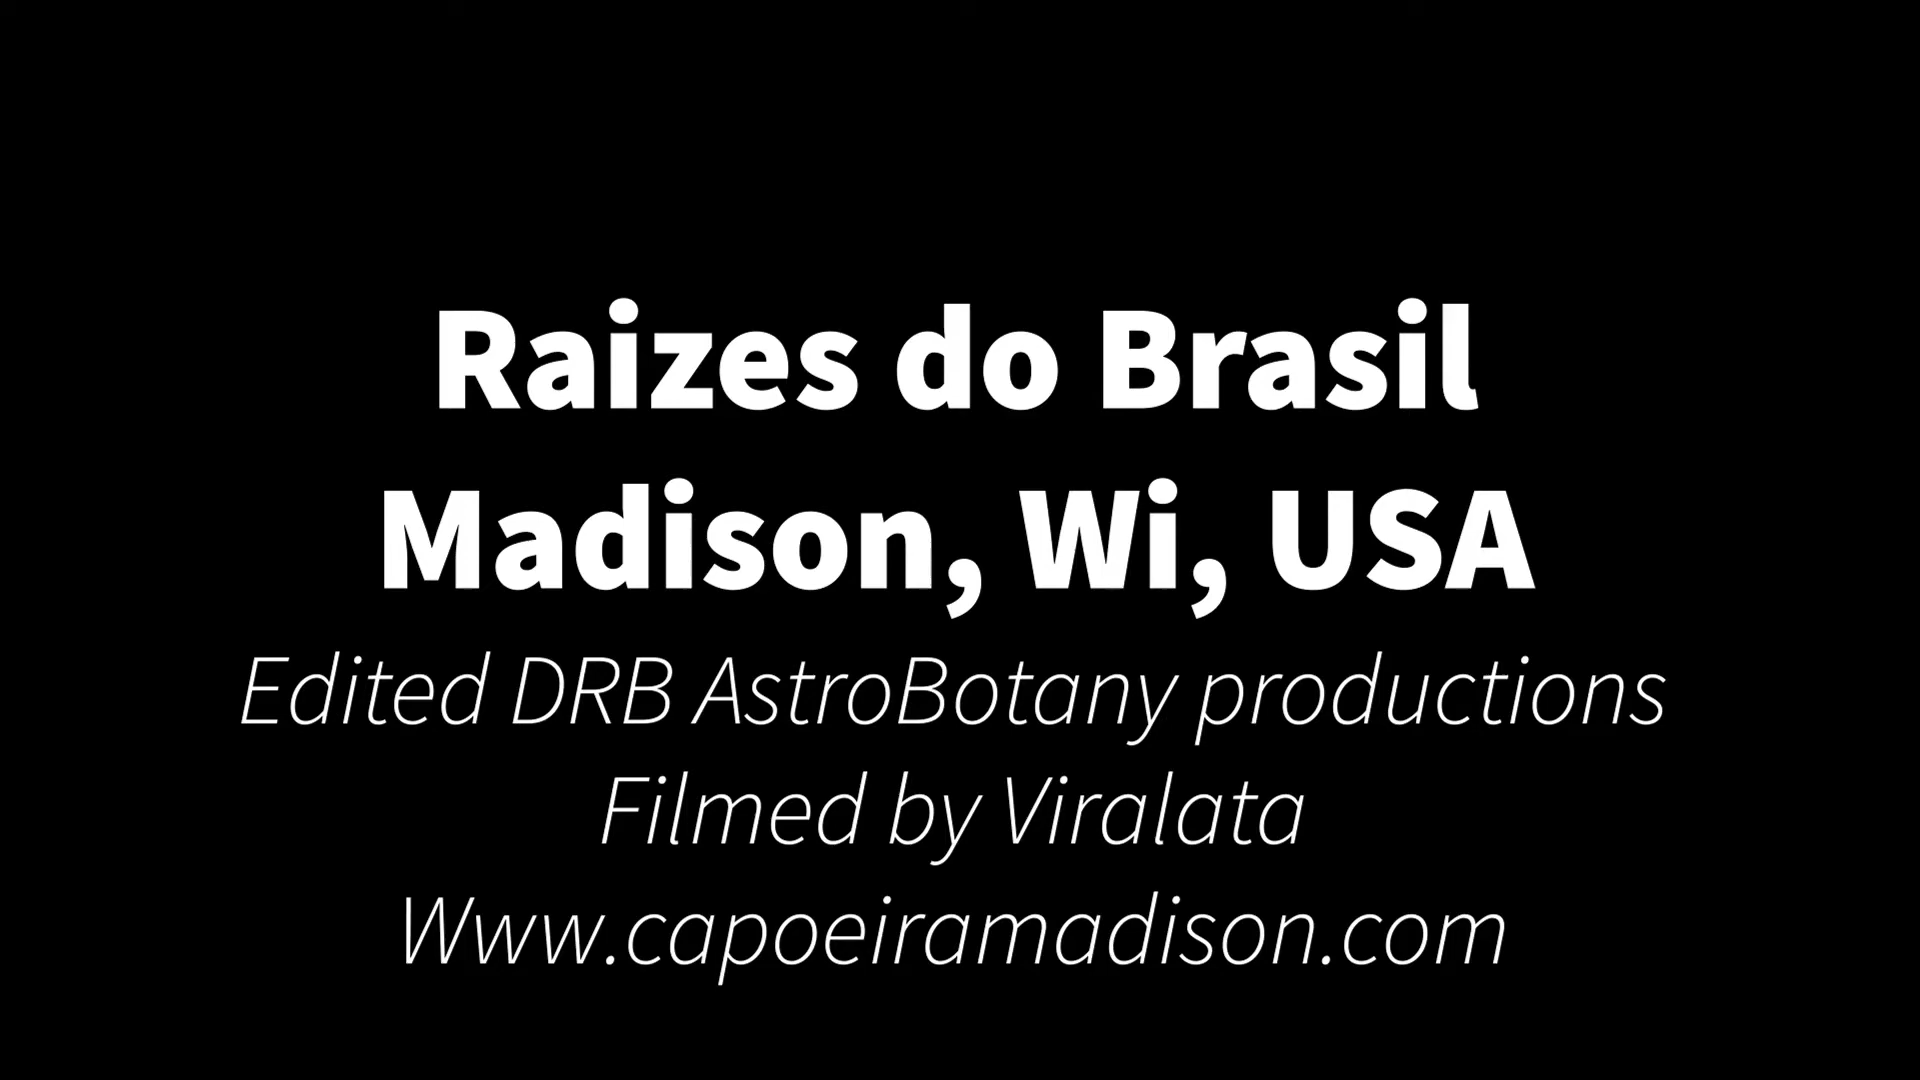 Raizes do Brasil
Madison, Wi, USA
Edited DRB AstroBotany productions
Filmed by Viralata
Www.capoeiramadison.com